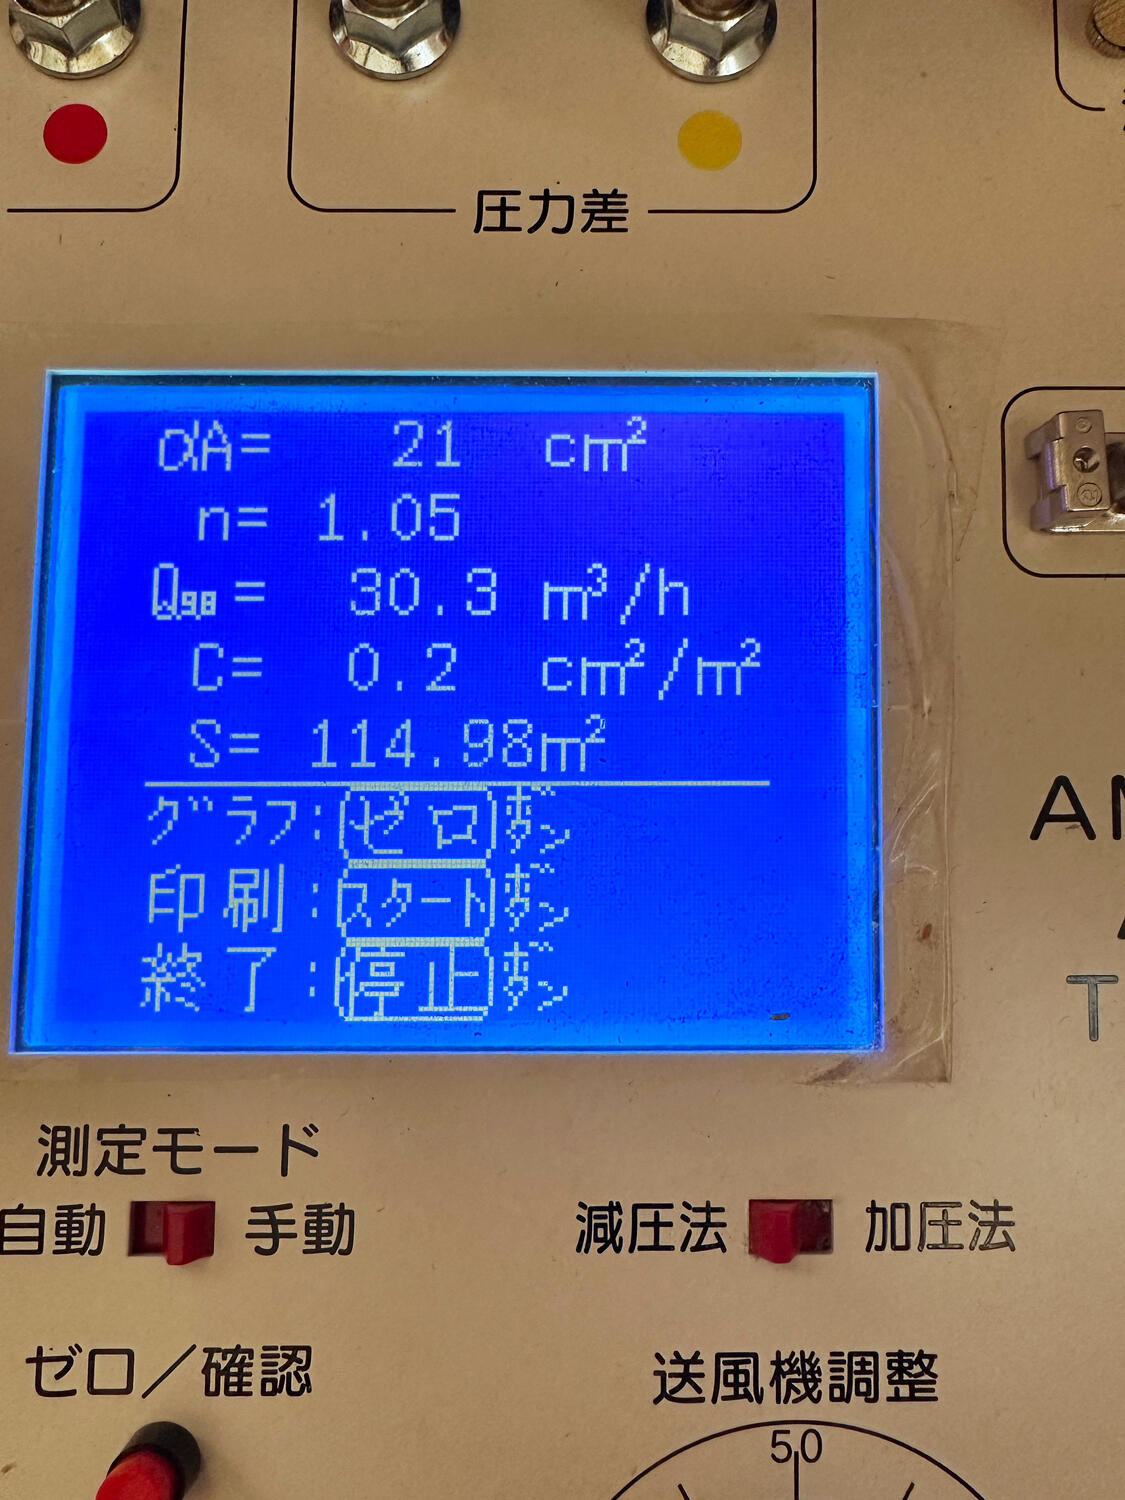 圧力差
αA= 21 cm²
n= 1.05
Q9.8= 30.3 m³/h
C= 0.2 cm²/m²
S= 114.98m²
グラフ:ゼロボタン
印刷:スタートボタン
終了:停止ボタン
AM
T
測定モード
自動 手動
減圧法 加圧法
ゼロ/確認
送風機調整
50